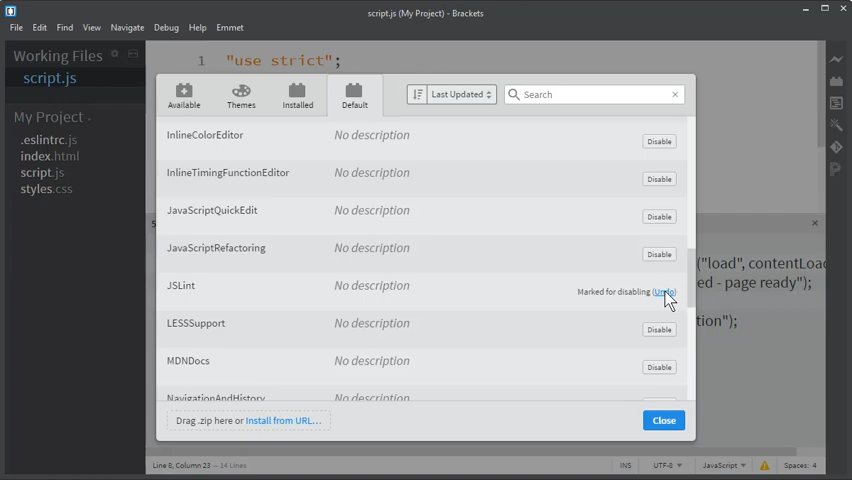 script.js (My Project) - Brackets
File Edit Find View Navigate Debug Help Emmet
Working Files
script.js
My Project
.eslintrc.js
index.html
script.js
styles.css
1 "use strict";
Available
Themes
Installed
Default
Last Updated
Search
InlineColorEditor No description Disable
InlineTimingFunctionEditor No description Disable
JavaScriptQuickEdit No description Disable
JavaScriptRefactoring No description Disable
JSLint No description Marked for disabling (Undo)
LESSSupport No description Disable
MDNDocs No description Disable
NavigationAndHistory No description
Drag .zip here or Install from URL...
Close
5
("load", contentLoa
ed - page ready");
tion");
Line 8, Column 23 — 14 Lines
INS UTF-8 JavaScript Spaces: 4